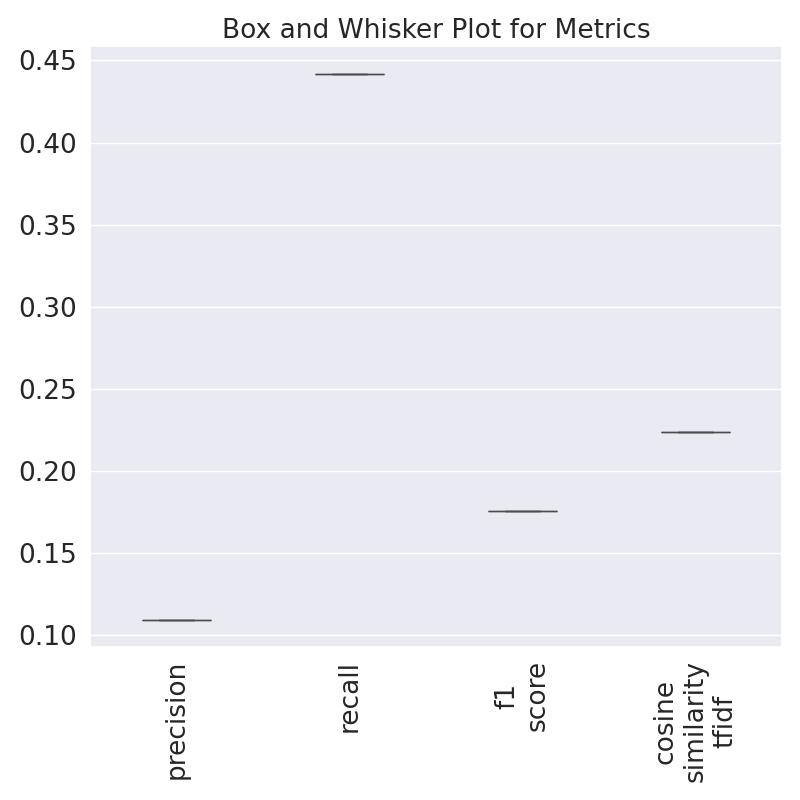 Box and Whisker Plot for Metrics
0.45
0.40
0.35
0.30
0.25
0.20
0.15
0.10
precision
recall
f1
score
cosine
similarity
tfidf